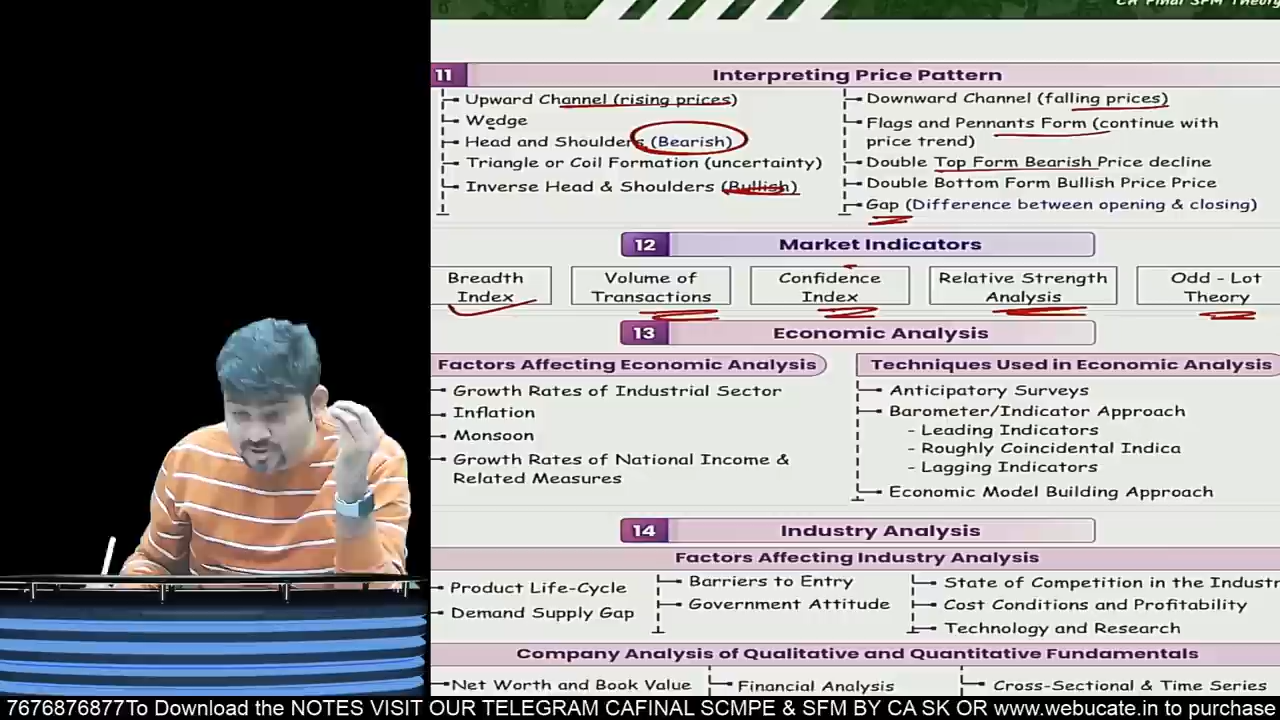 CA Final SFM Theory
11 Interpreting Price Pattern
Upward Channel (rising prices)
Wedge
Head and Shoulders (Bearish)
Triangle or Coil Formation (uncertainty)
Inverse Head & Shoulders (Bullish)
Downward Channel (falling prices)
Flags and Pennants Form (continue with
price trend)
Double Top Form Bearish Price decline
Double Bottom Form Bullish Price Price
Gap (Difference between opening & closing)
12 Market Indicators
Breadth
Index
Volume of
Transactions
Confidence
Index
Relative Strength
Analysis
Odd - Lot
Theory
13 Economic Analysis
Factors Affecting Economic Analysis
Growth Rates of Industrial Sector
Inflation
Monsoon
Growth Rates of National Income &
Related Measures
Techniques Used in Economic Analysis
Anticipatory Surveys
Barometer/Indicator Approach
- Leading Indicators
- Roughly Coincidental Indica
- Lagging Indicators
Economic Model Building Approach
14 Industry Analysis
Factors Affecting Industry Analysis
Product Life-Cycle
Demand Supply Gap
Barriers to Entry
Government Attitude
State of Competition in the Industr
Cost Conditions and Profitability
Technology and Research
Company Analysis of Qualitative and Quantitative Fundamentals
Net Worth and Book Value
Financial Analysis
Cross-Sectional & Time Series
7676876877To Download the NOTES VISIT OUR TELEGRAM CAFINAL SCMPE & SFM BY CA SK OR www.webucate.in to purchase